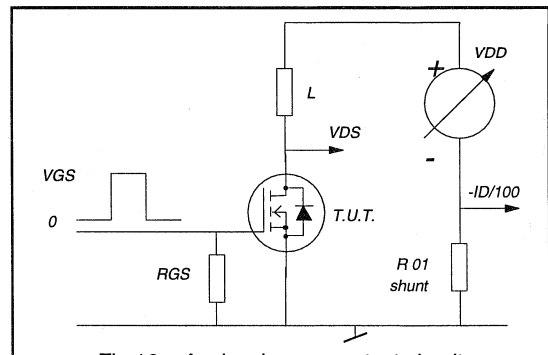 VDD
+
L
VDS
-
VGS
-ID/100
0
T.U.T.
RGS
R 01
shunt